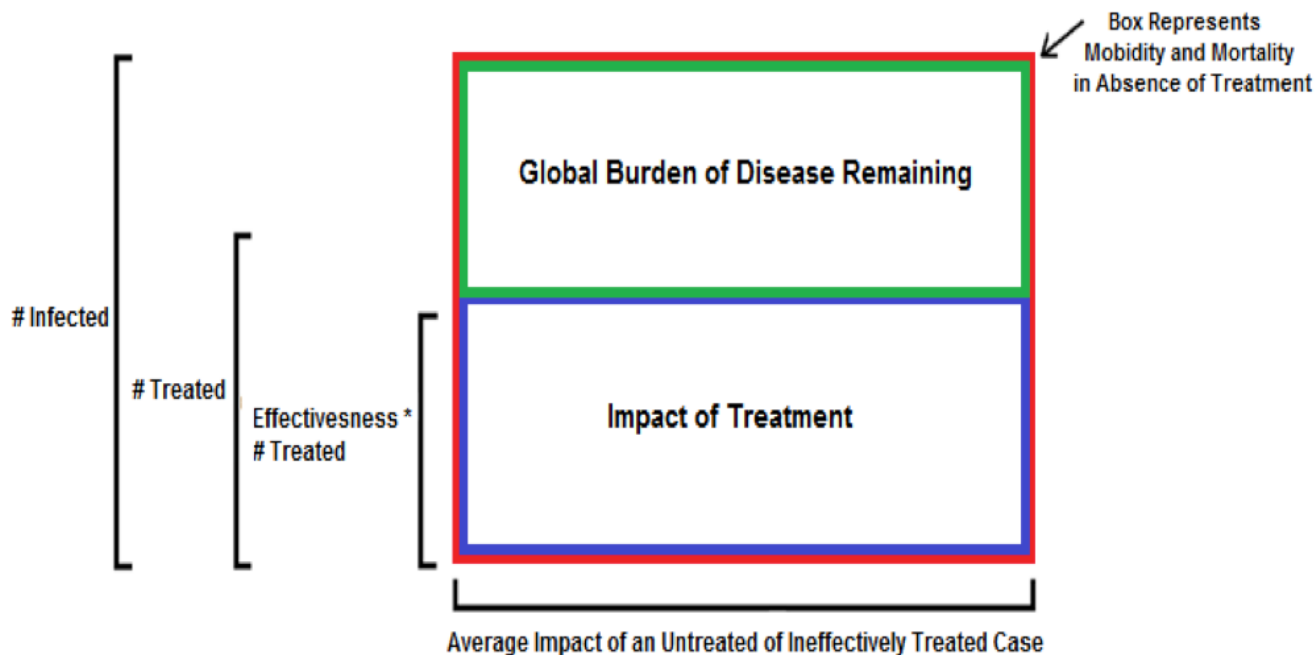 Box Represents
Mobidity and Mortality
in Absence of Treatment
Global Burden of Disease Remaining
# Infected
# Treated
Effectivesness *
# Treated
Impact of Treatment
Average Impact of an Untreated of Ineffectively Treated Case